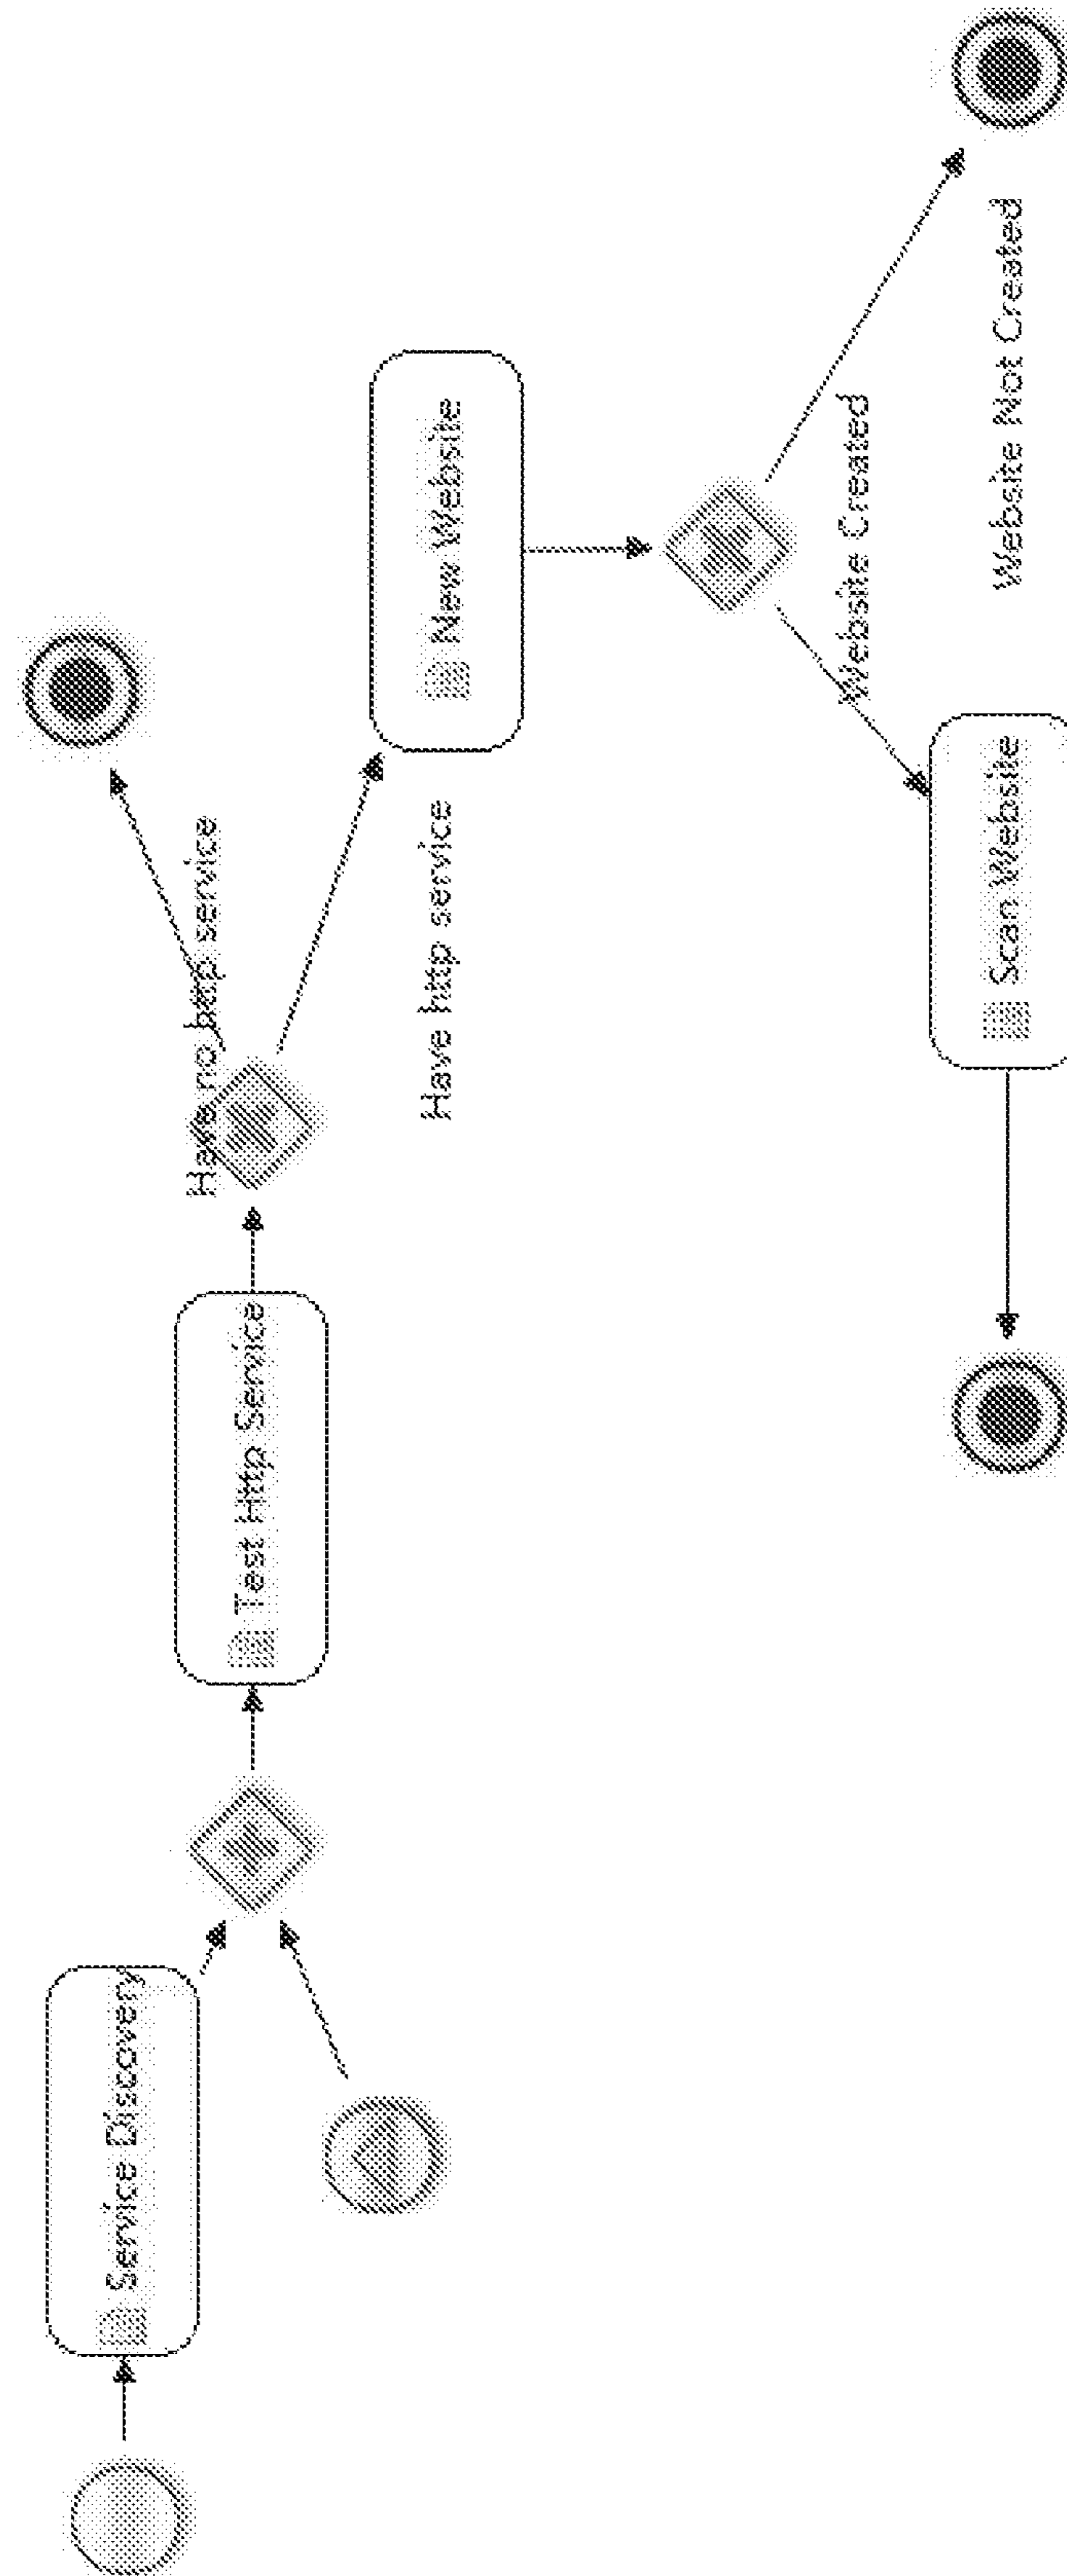 Service Discovery
Test Http Service
Have no http service
Have http service
New Website
Website Created
Website Not Created
Scan Website